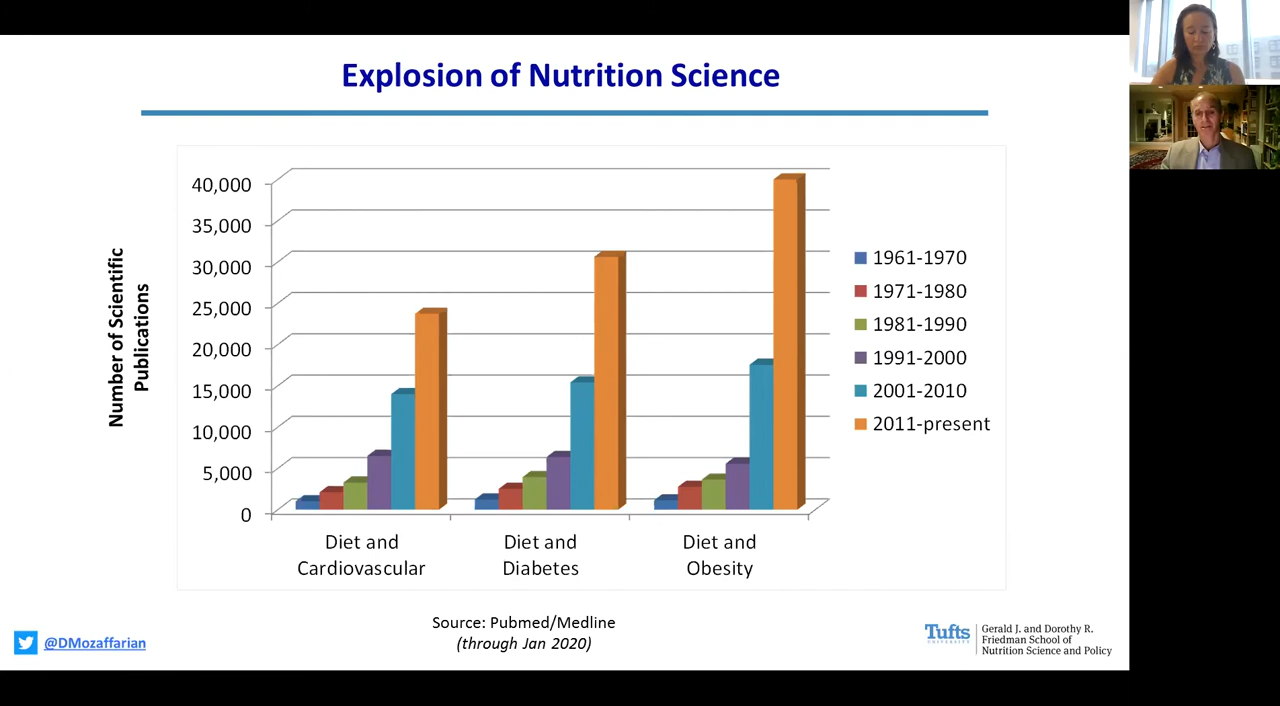 Explosion of Nutrition Science
Number of Scientific
Publications
40,000
35,000
30,000
25,000
20,000
15,000
10,000
5,000
0
Diet and
Cardiovascular
Diet and
Diabetes
Diet and
Obesity
1961-1970
1971-1980
1981-1990
1991-2000
2001-2010
2011-present
Source: Pubmed/Medline
(through Jan 2020)
@DMozaffarian
Tufts
UNIVERSITY
Gerald J. and Dorothy R.
Friedman School of
Nutrition Science and Policy